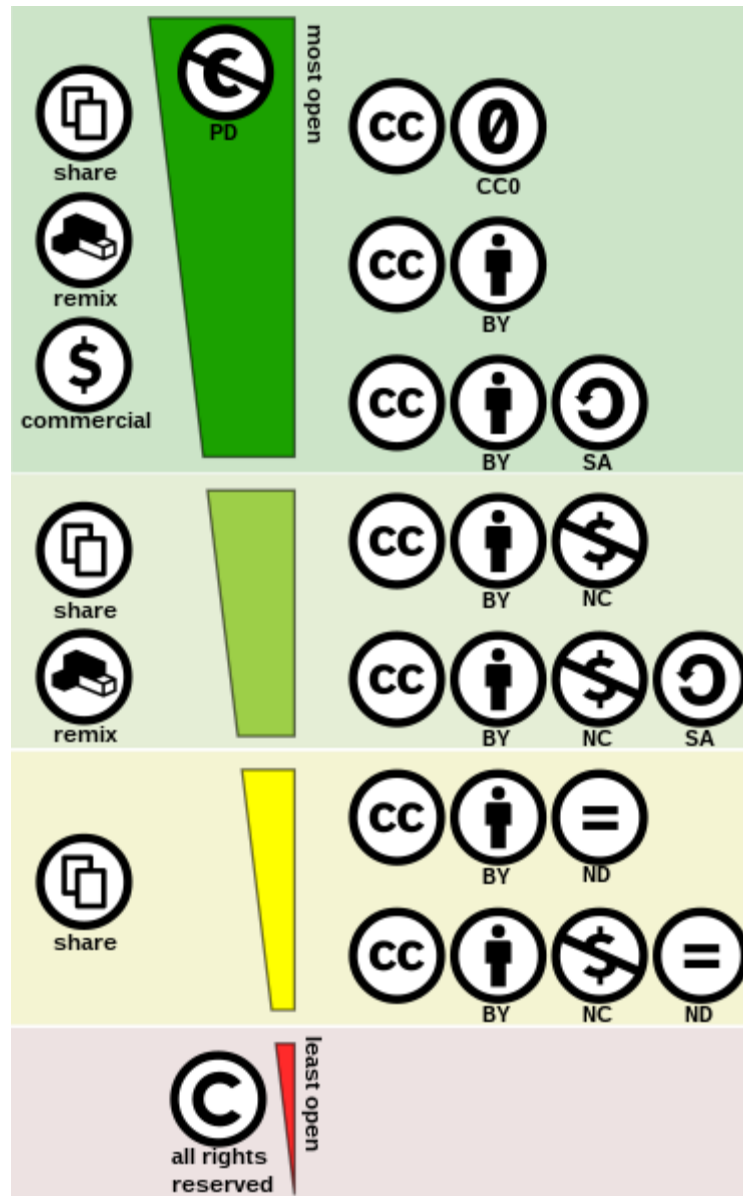 most open
PD
share
remix
commercial
cc 0
CC0
cc
BY
cc
BY SA
share
remix
cc $
BY NC
cc $
BY NC SA
share
cc =
BY ND
cc $ =
BY NC ND
least open
C
all rights
reserved